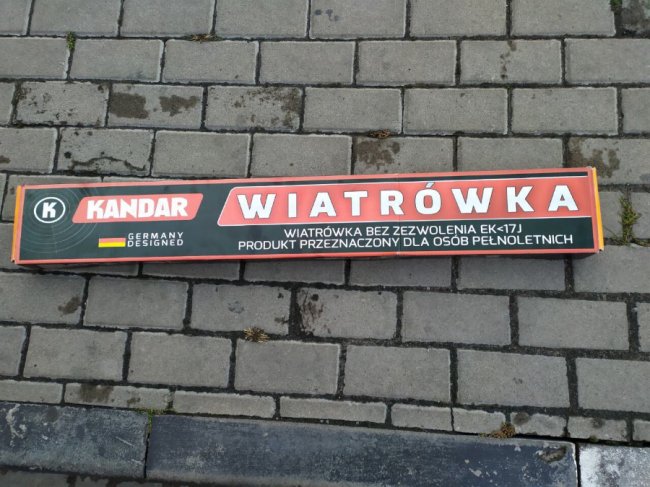 K
KANDAR
GERMANY
DESIGNED
WIATRÓWKA
WIATRÓWKA BEZ ZEZWOLENIA EK<17J
PRODUKT PRZEZNACZONY DLA OSÓB PEŁNOLETNICH